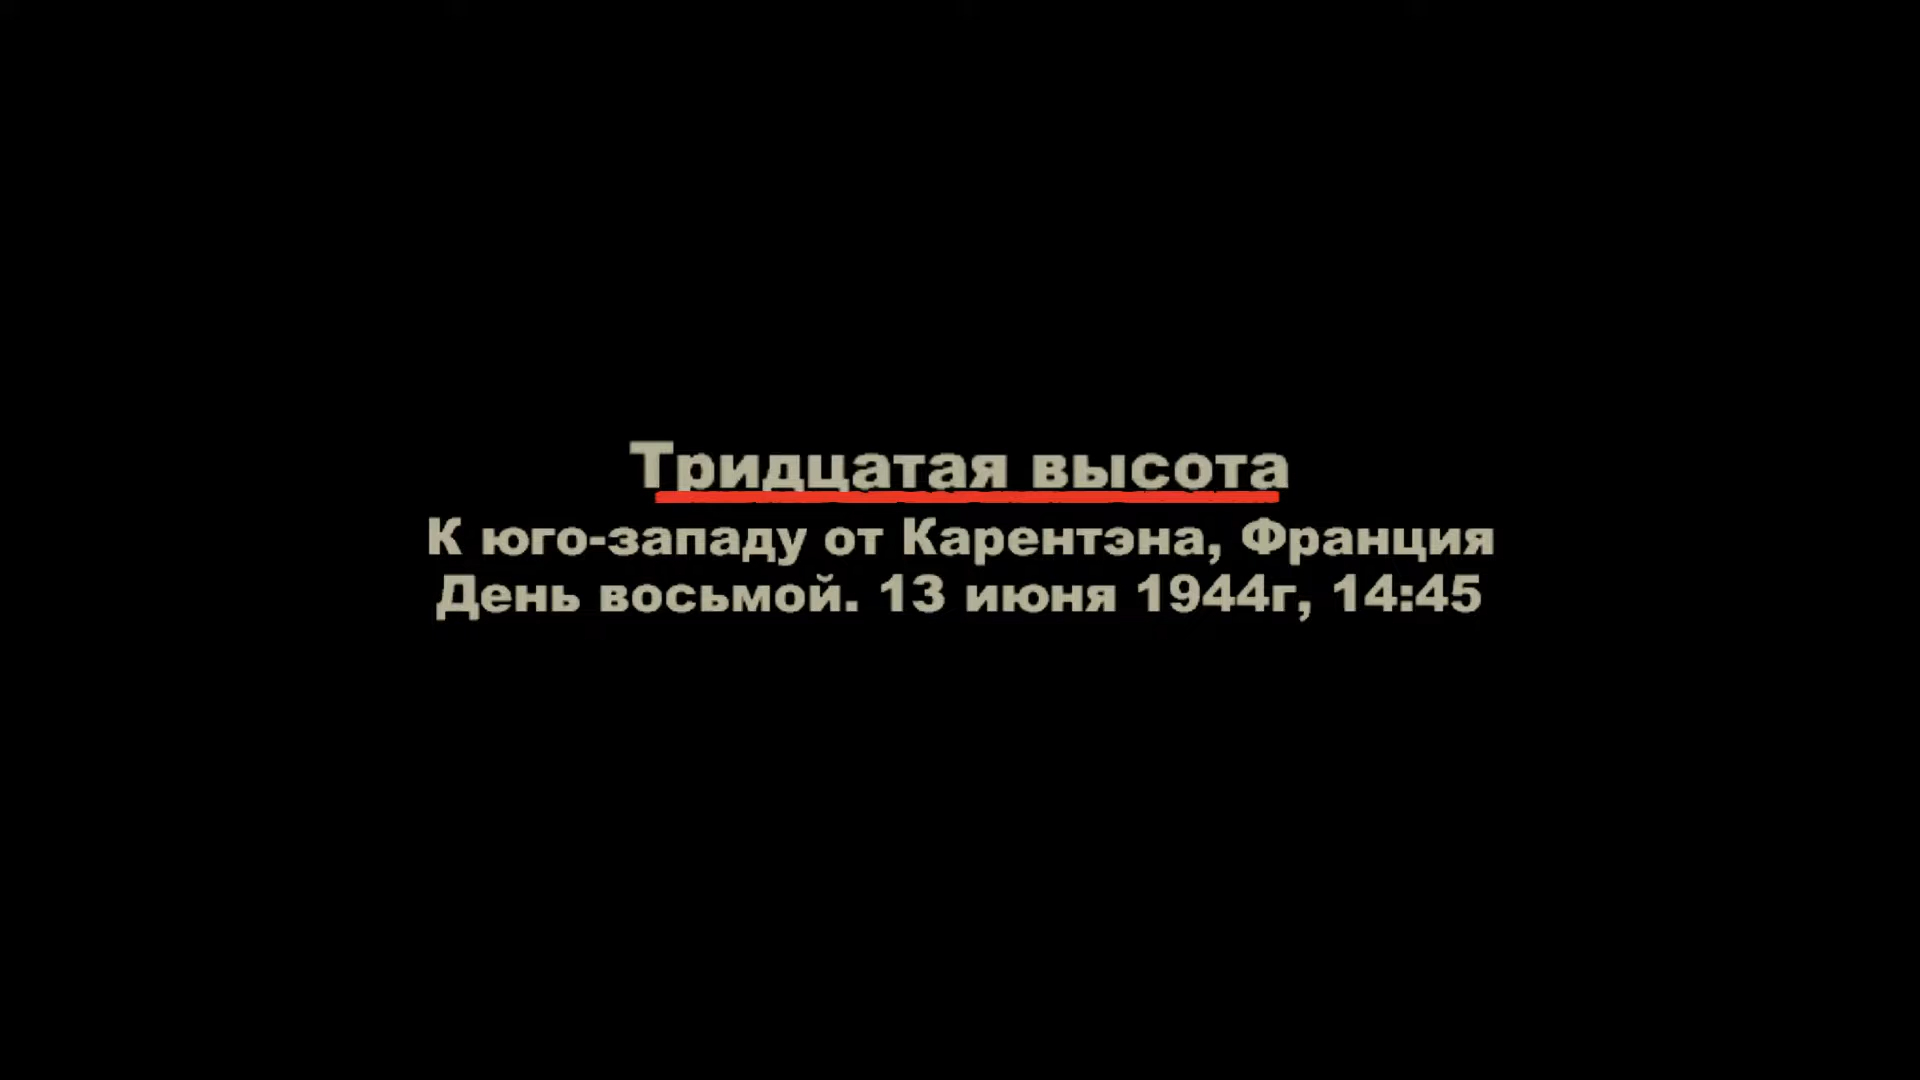 Тридцатая высота
К юго-западу от Карентэна, Франция
День восьмой. 13 июня 1944г, 14:45